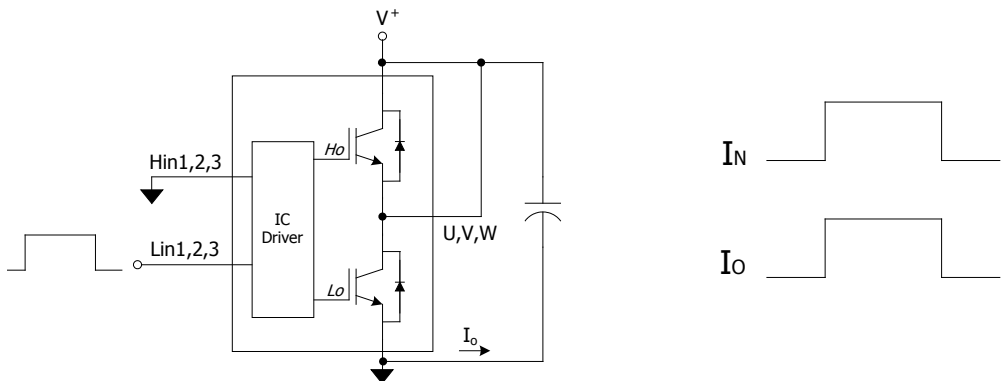 V+
Hin1,2,3
Ho
IC
Driver
U,V,W
Lin1,2,3
Lo
Io
IN
IO